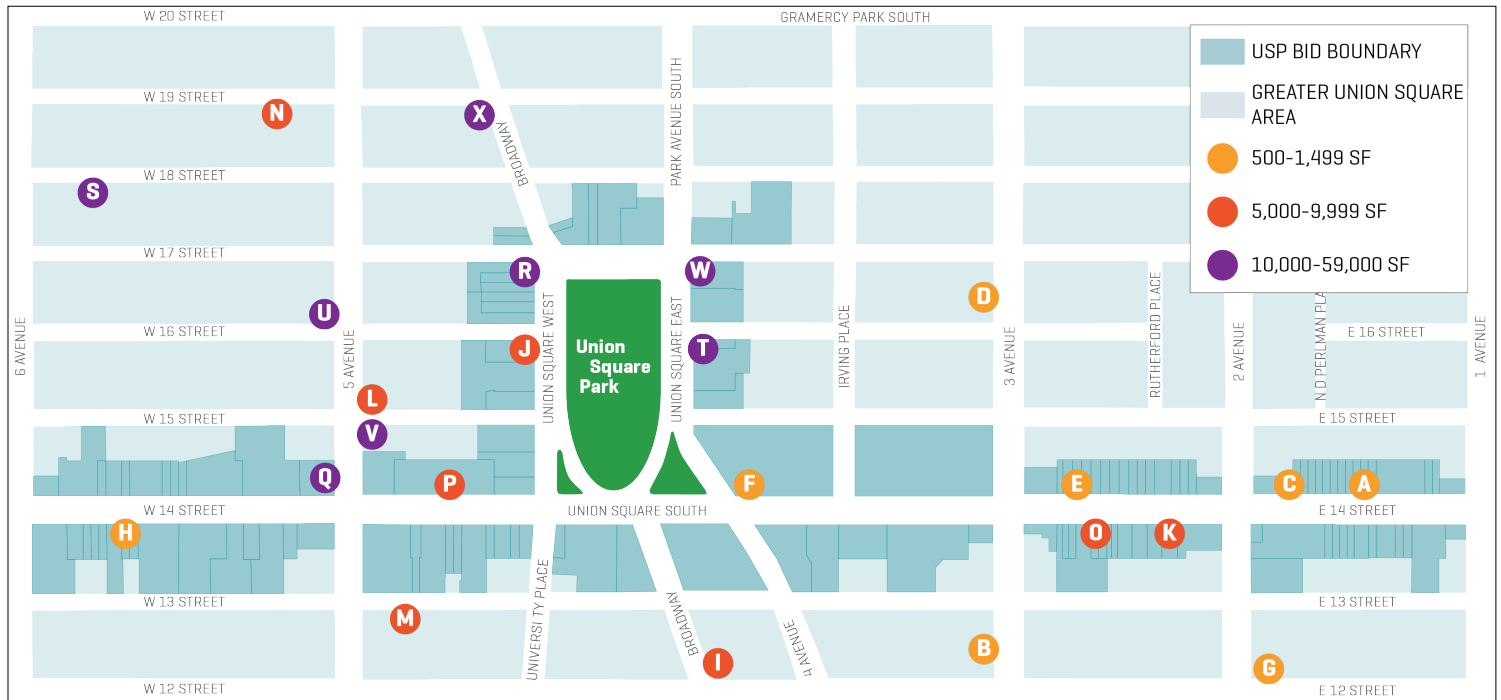 W 20 STREET
GRAMERCY PARK SOUTH
USP BID BOUNDARY
GREATER UNION SQUARE
AREA
500-1,499 SF
5,000-9,999 SF
10,000-59,000 SF
W 19 STREET
N
X
BROADWAY
PARK AVENUE SOUTH
W 18 STREET
S
W 17 STREET
R
W
D
U
W 16 STREET
E 16 STREET
6 AVENUE
5 AVENUE
UNION SQUARE WEST
J
Union
Square
Park
UNION SQUARE EAST
T
IRVING PLACE
3 AVENUE
RUTHERFORD PLACE
2 AVENUE
N D PERLMAN PLA
1 AVENUE
L
W 15 STREET
E 15 STREET
V
Q
P
F
E
C
A
W 14 STREET
UNION SQUARE SOUTH
E 14 STREET
H
O
K
UNIVERSI TY PLACE
BROADWAY
4 AVENUE
W 13 STREET
E 13 STREET
M
I
B
G
W 12 STREET
E 12 STREET